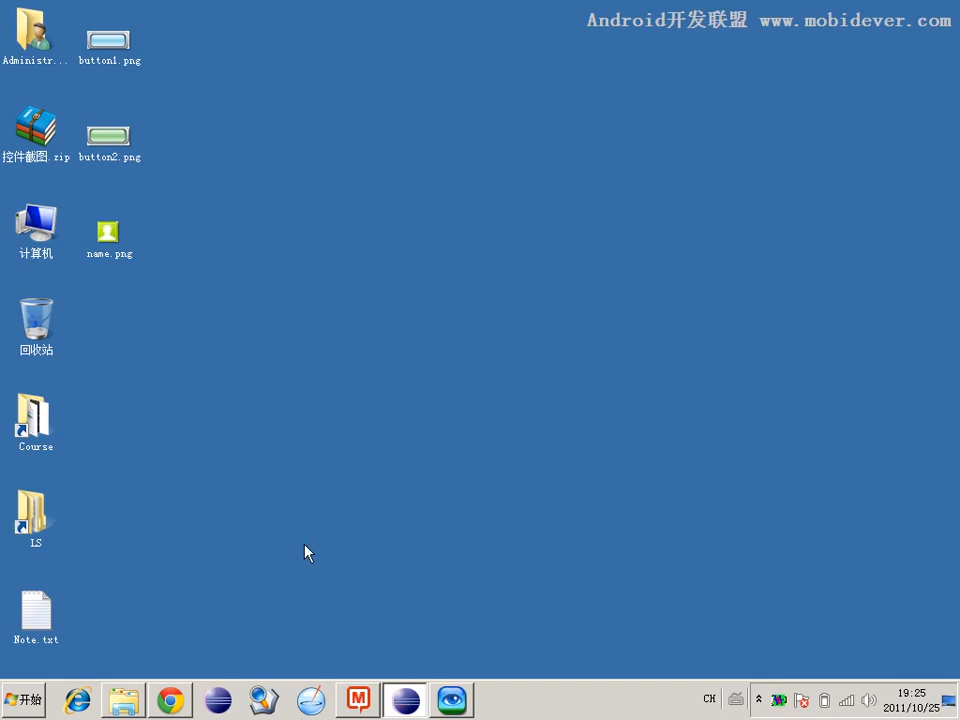 Android开发联盟 www.mobidever.com
Administr...
button1.png
控件截图.zip
button2.png
计算机
name.png
回收站
Course
LS
Note.txt
开始
CH
19:25
2011/10/25